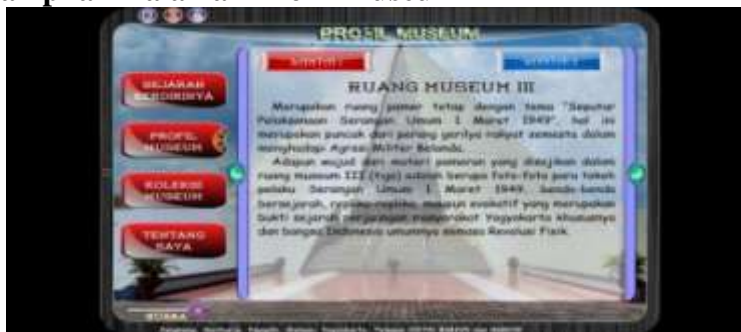 PROFIL MUSEUM
SEJARAH
BERDIRINYA
PROFIL
MUSEUM
KOLEKSI
MUSEUM
TENTANG
SAYA
RUANG MUSEUM III
Merupakan ruang pamer tetap dengan tema "Seputar
Pelaksanaan Serangan Umum 1 Maret 1949", hal ini
merupakan puncak dari perang gerilya rakyat semesta dalam
menghadapi Agresi Militer Belanda.
Adapun wujud dari materi pameran yang disajikan dalam
ruang museum III (tiga) adalah berupa foto-foto para tokoh
pelaku Serangan Umum 1 Maret 1949, benda-benda
bersejarah, replika-replika, maupun evokatif yang merupakan
bukti sejarah perjuangan masyarakat Yogyakarta khususnya
dan bangsa Indonesia umumnya semasa Revolusi Fisik.
SUARA